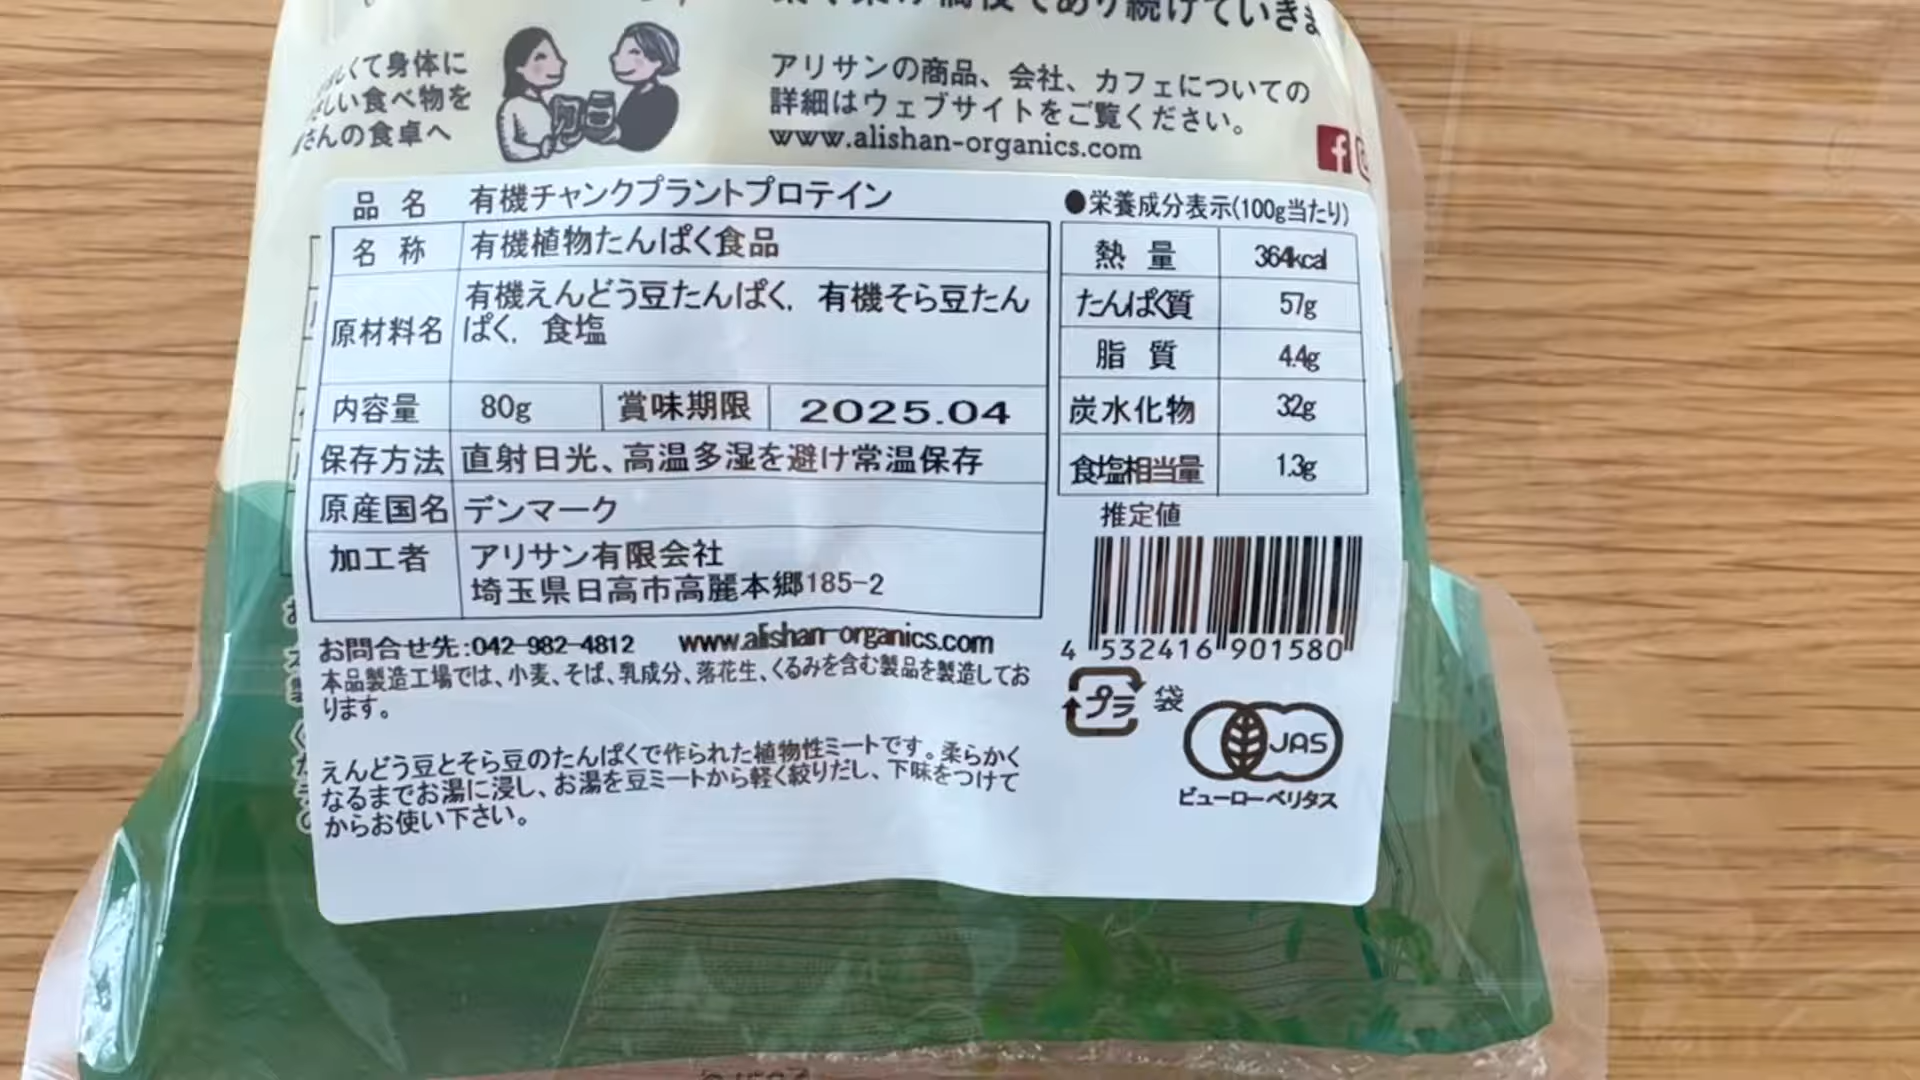 くて身体に
しい食べ物を
さんの食卓へ
アリサンの商品、会社、カフェについての
詳細はウェブサイトをご覧ください。
www.alishan-organics.com
品名 有機チャンクプラントプロテイン
名称 有機植物たんぱく食品
原材料名 有機えんどう豆たんぱく, 有機そら豆たん
ぱく, 食塩
内容量 80g 賞味期限 2025.04
保存方法 直射日光、高温多湿を避け常温保存
原産国名 デンマーク
加工者 アリサン有限会社
埼玉県日高市高麗本郷185-2
お問合せ先:042-982-4812 www.alishan-organics.com
本品製造工場では、小麦、そば、乳成分、落花生、くるみを含む製品を製造してお
ります。
えんどう豆とそら豆のたんぱくで作られた植物性ミートです。柔らかく
なるまでお湯に浸し、お湯を豆ミートから軽く絞りだし、下味をつけて
からお使い下さい。
●栄養成分表示(100g当たり)
熱量 364kcal
たんぱく質 57g
脂質 4.4g
炭水化物 32g
食塩相当量 1.3g
推定値
4 532416 901580
プラ 袋
JAS
ビューローベリタス